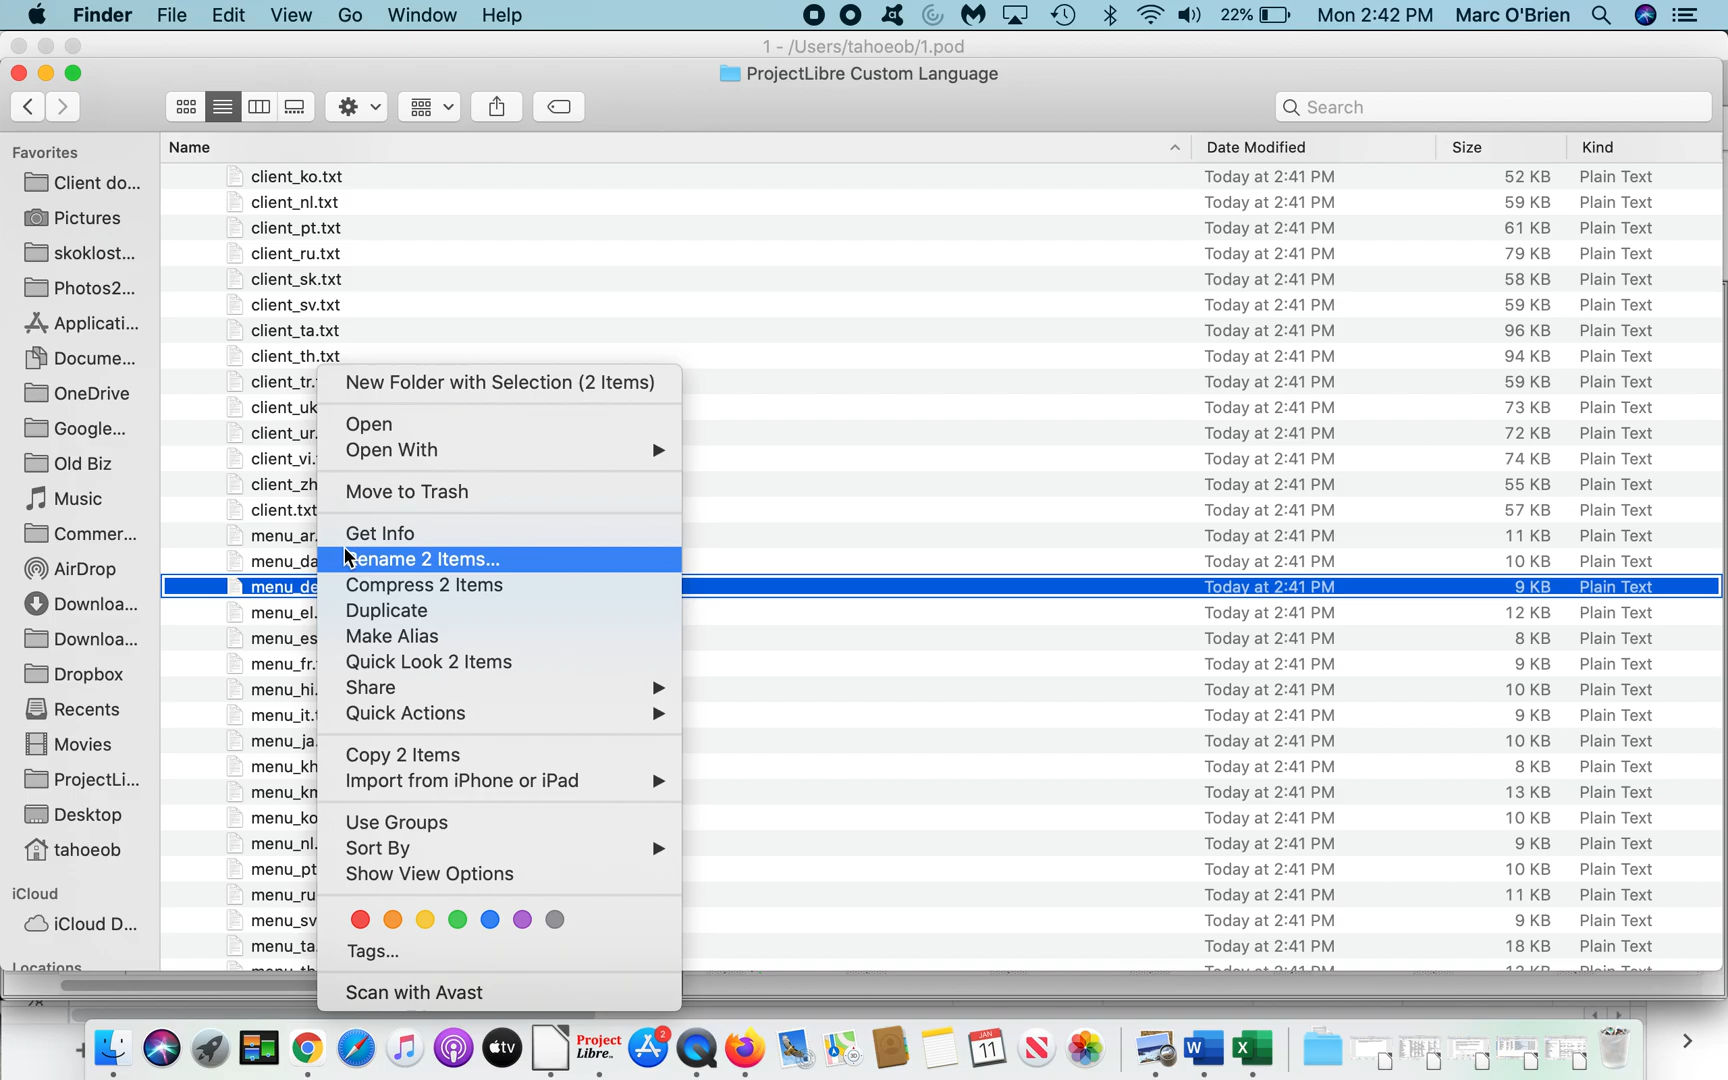 Finder File Edit View Go Window Help 22% Mon 2:42 PM Marc O'Brien
1 - /Users/tahoeob/1.pod
ProjectLibre Custom Language
Search
Favorites
Client do...
Pictures
skoklost...
Photos2...
Applicati...
Docume...
OneDrive
Google...
Old Biz
Music
Commer...
AirDrop
Downloa...
Downloa...
Dropbox
Recents
Movies
ProjectLi...
Desktop
tahoeob
iCloud
iCloud D...
Locations
Name Date Modified Size Kind
client_ko.txt Today at 2:41 PM 52 KB Plain Text
client_nl.txt Today at 2:41 PM 59 KB Plain Text
client_pt.txt Today at 2:41 PM 61 KB Plain Text
client_ru.txt Today at 2:41 PM 79 KB Plain Text
client_sk.txt Today at 2:41 PM 58 KB Plain Text
client_sv.txt Today at 2:41 PM 59 KB Plain Text
client_ta.txt Today at 2:41 PM 96 KB Plain Text
client_th.txt Today at 2:41 PM 94 KB Plain Text
client_tr. Today at 2:41 PM 59 KB Plain Text
client_uk Today at 2:41 PM 73 KB Plain Text
client_ur. Today at 2:41 PM 72 KB Plain Text
client_vi. Today at 2:41 PM 74 KB Plain Text
client_zh Today at 2:41 PM 55 KB Plain Text
client.txt Today at 2:41 PM 57 KB Plain Text
menu_ar. Today at 2:41 PM 11 KB Plain Text
menu_da Today at 2:41 PM 10 KB Plain Text
menu_de Today at 2:41 PM 9 KB Plain Text
menu_el. Today at 2:41 PM 12 KB Plain Text
menu_es Today at 2:41 PM 8 KB Plain Text
menu_fr. Today at 2:41 PM 9 KB Plain Text
menu_hi. Today at 2:41 PM 10 KB Plain Text
menu_it. Today at 2:41 PM 9 KB Plain Text
menu_ja Today at 2:41 PM 10 KB Plain Text
menu_kh Today at 2:41 PM 8 KB Plain Text
menu_km Today at 2:41 PM 13 KB Plain Text
menu_ko Today at 2:41 PM 10 KB Plain Text
menu_nl. Today at 2:41 PM 9 KB Plain Text
menu_pt Today at 2:41 PM 10 KB Plain Text
menu_ru Today at 2:41 PM 11 KB Plain Text
menu_sv Today at 2:41 PM 9 KB Plain Text
menu_ta Today at 2:41 PM 18 KB Plain Text
New Folder with Selection (2 Items)
Open
Open With
Move to Trash
Get Info
Rename 2 Items...
Compress 2 Items
Duplicate
Make Alias
Quick Look 2 Items
Share
Quick Actions
Copy 2 Items
Import from iPhone or iPad
Use Groups
Sort By
Show View Options
Tags...
Scan with Avast
tv Project
Libre. 2 JAN
11 W X